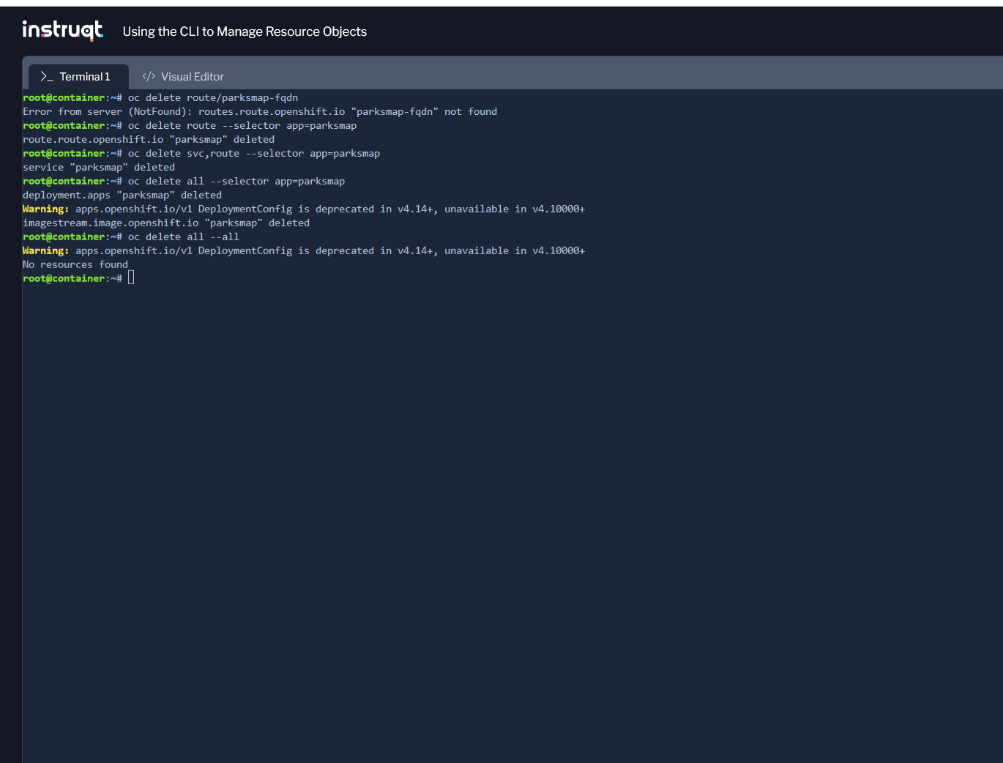 instruqt Using the CLI to Manage Resource Objects
>_ Terminal 1 </> Visual Editor
root@container:~# oc delete route/parksmap-fqdn
Error from server (NotFound): routes.route.openshift.io "parksmap-fqdn" not found
root@container:~# oc delete route --selector app=parksmap
route.route.openshift.io "parksmap" deleted
root@container:~# oc delete svc,route --selector app=parksmap
service "parksmap" deleted
root@container:~# oc delete all --selector app=parksmap
deployment.apps "parksmap" deleted
Warning: apps.openshift.io/v1 DeploymentConfig is deprecated in v4.14+, unavailable in v4.10000+
imagestream.image.openshift.io "parksmap" deleted
root@container:~# oc delete all --all
Warning: apps.openshift.io/v1 DeploymentConfig is deprecated in v4.14+, unavailable in v4.10000+
No resources found
root@container:~#